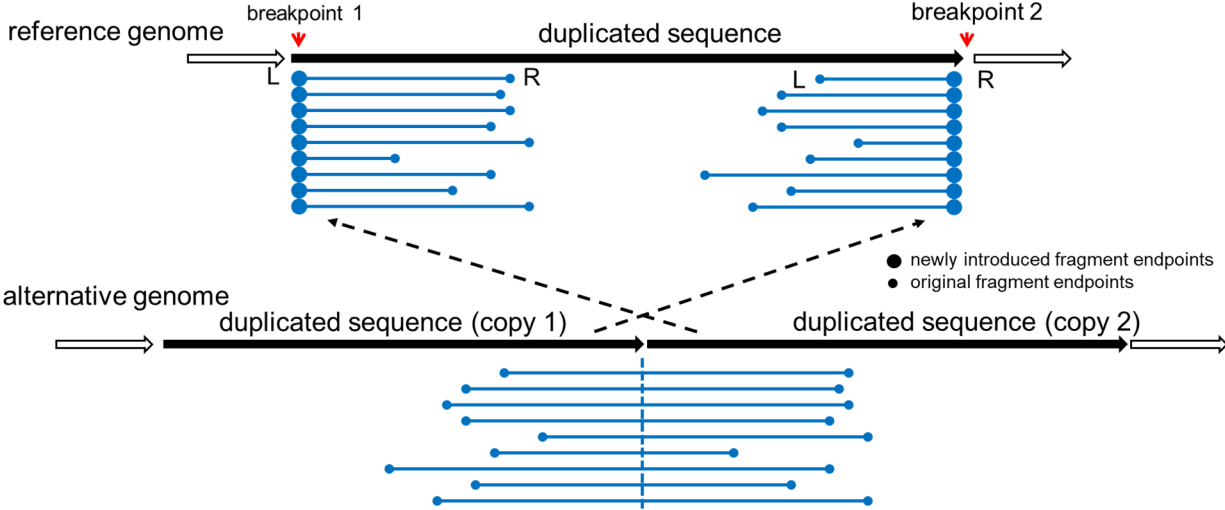 breakpoint 1
breakpoint 2
reference genome
duplicated sequence
L
R
L
R
newly introduced fragment endpoints
original fragment endpoints
alternative genome
duplicated sequence (copy 1)
duplicated sequence (copy 2)